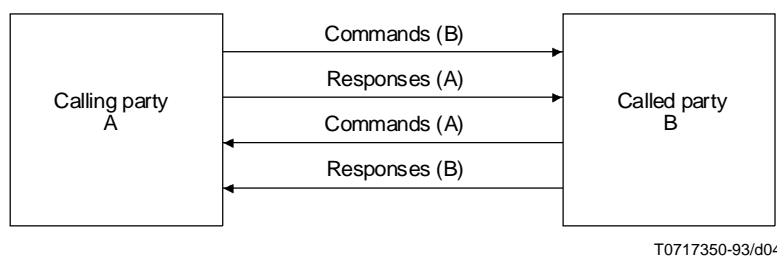 Commands (B)
Responses (A)
Calling party
A
Commands (A)
Responses (B)
Called party
B
T0717350-93/d04